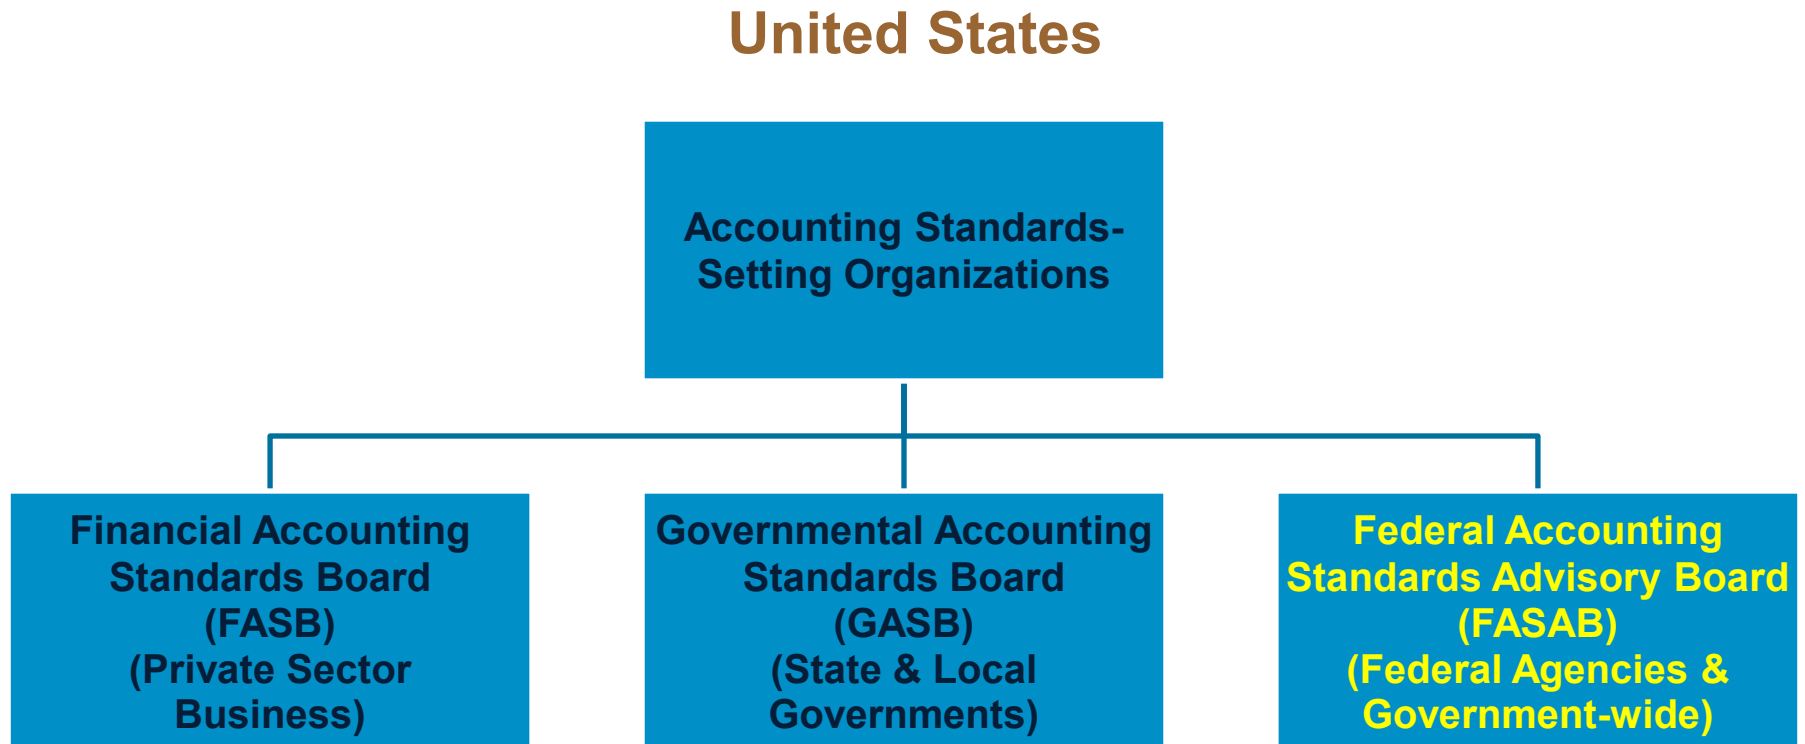 United States
Accounting Standards-
Setting Organizations
Financial Accounting
Standards Board
(FASB)
(Private Sector
Business)
Governmental Accounting
Standards Board
(GASB)
(State & Local
Governments)
Federal Accounting
Standards Advisory Board
(FASAB)
(Federal Agencies &
Government-wide)